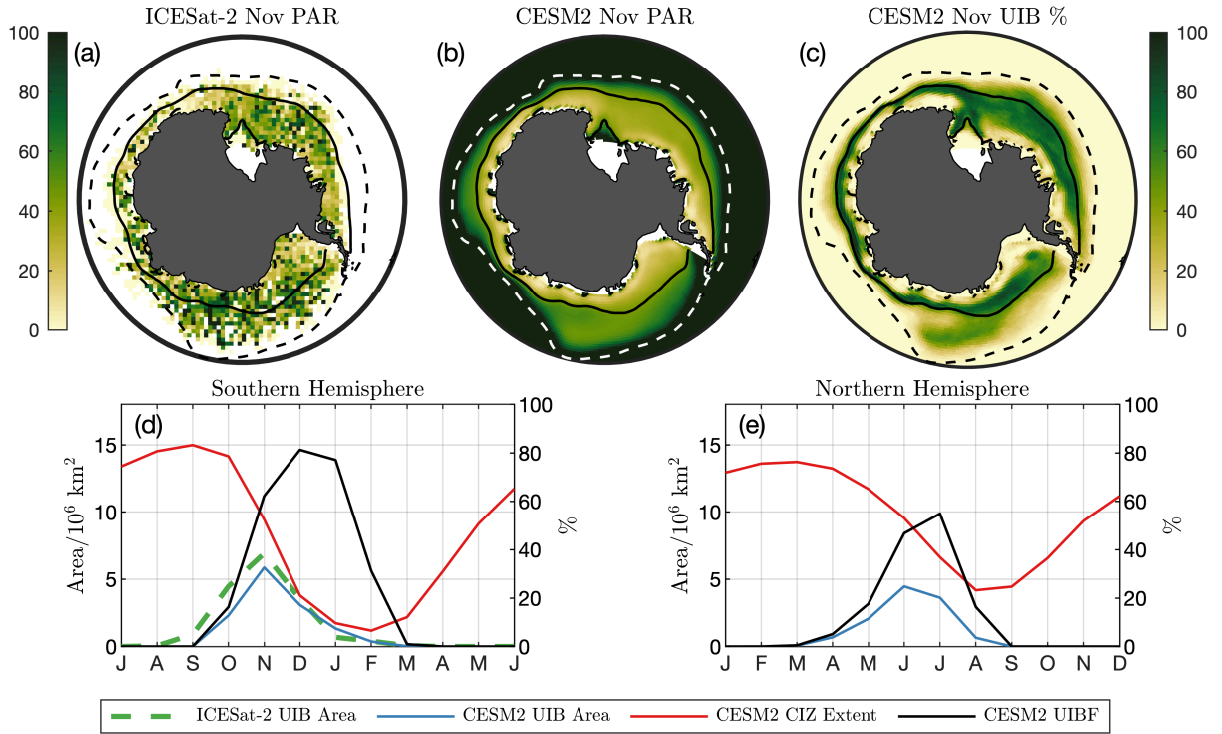 ICESat-2 Nov PAR
CESM2 Nov PAR
CESM2 Nov UIB %
(a)
(b)
(c)
100
80
60
40
20
0
100
80
60
40
20
0
Southern Hemisphere
Northern Hemisphere
(d)
(e)
Area/10⁶ km²
15
10
5
0
100
80
60
40
20
0
%
J A S O N D J F M A M J
Area/10⁶ km²
15
10
5
0
100
80
60
40
20
0
%
J F M A M J J A S O N D
ICESat-2 UIB Area CESM2 UIB Area CESM2 CIZ Extent CESM2 UIBF